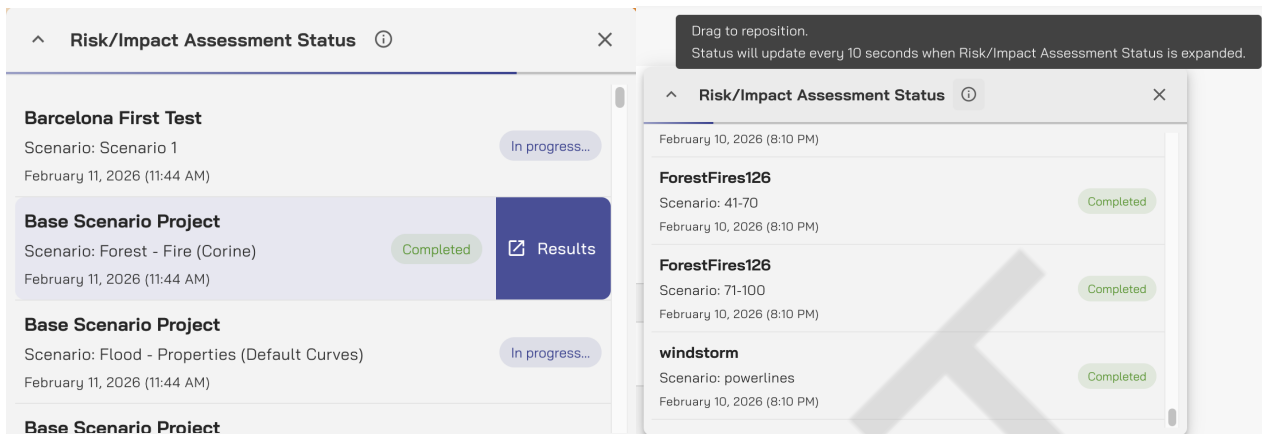 Risk/Impact Assessment Status
Barcelona First Test
Scenario: Scenario 1
In progress...
February 11, 2026 (11:44 AM)
Base Scenario Project
Scenario: Forest - Fire (Corine)
Completed
Results
February 11, 2026 (11:44 AM)
Base Scenario Project
Scenario: Flood - Properties (Default Curves)
In progress...
February 11, 2026 (11:44 AM)
Base Scenario Project
Drag to reposition.
Status will update every 10 seconds when Risk/Impact Assessment Status is expanded.
Risk/Impact Assessment Status
February 10, 2026 (8:10 PM)
ForestFires126
Scenario: 41-70
Completed
February 10, 2026 (8:10 PM)
ForestFires126
Scenario: 71-100
Completed
February 10, 2026 (8:10 PM)
windstorm
Scenario: powerlines
Completed
February 10, 2026 (8:10 PM)